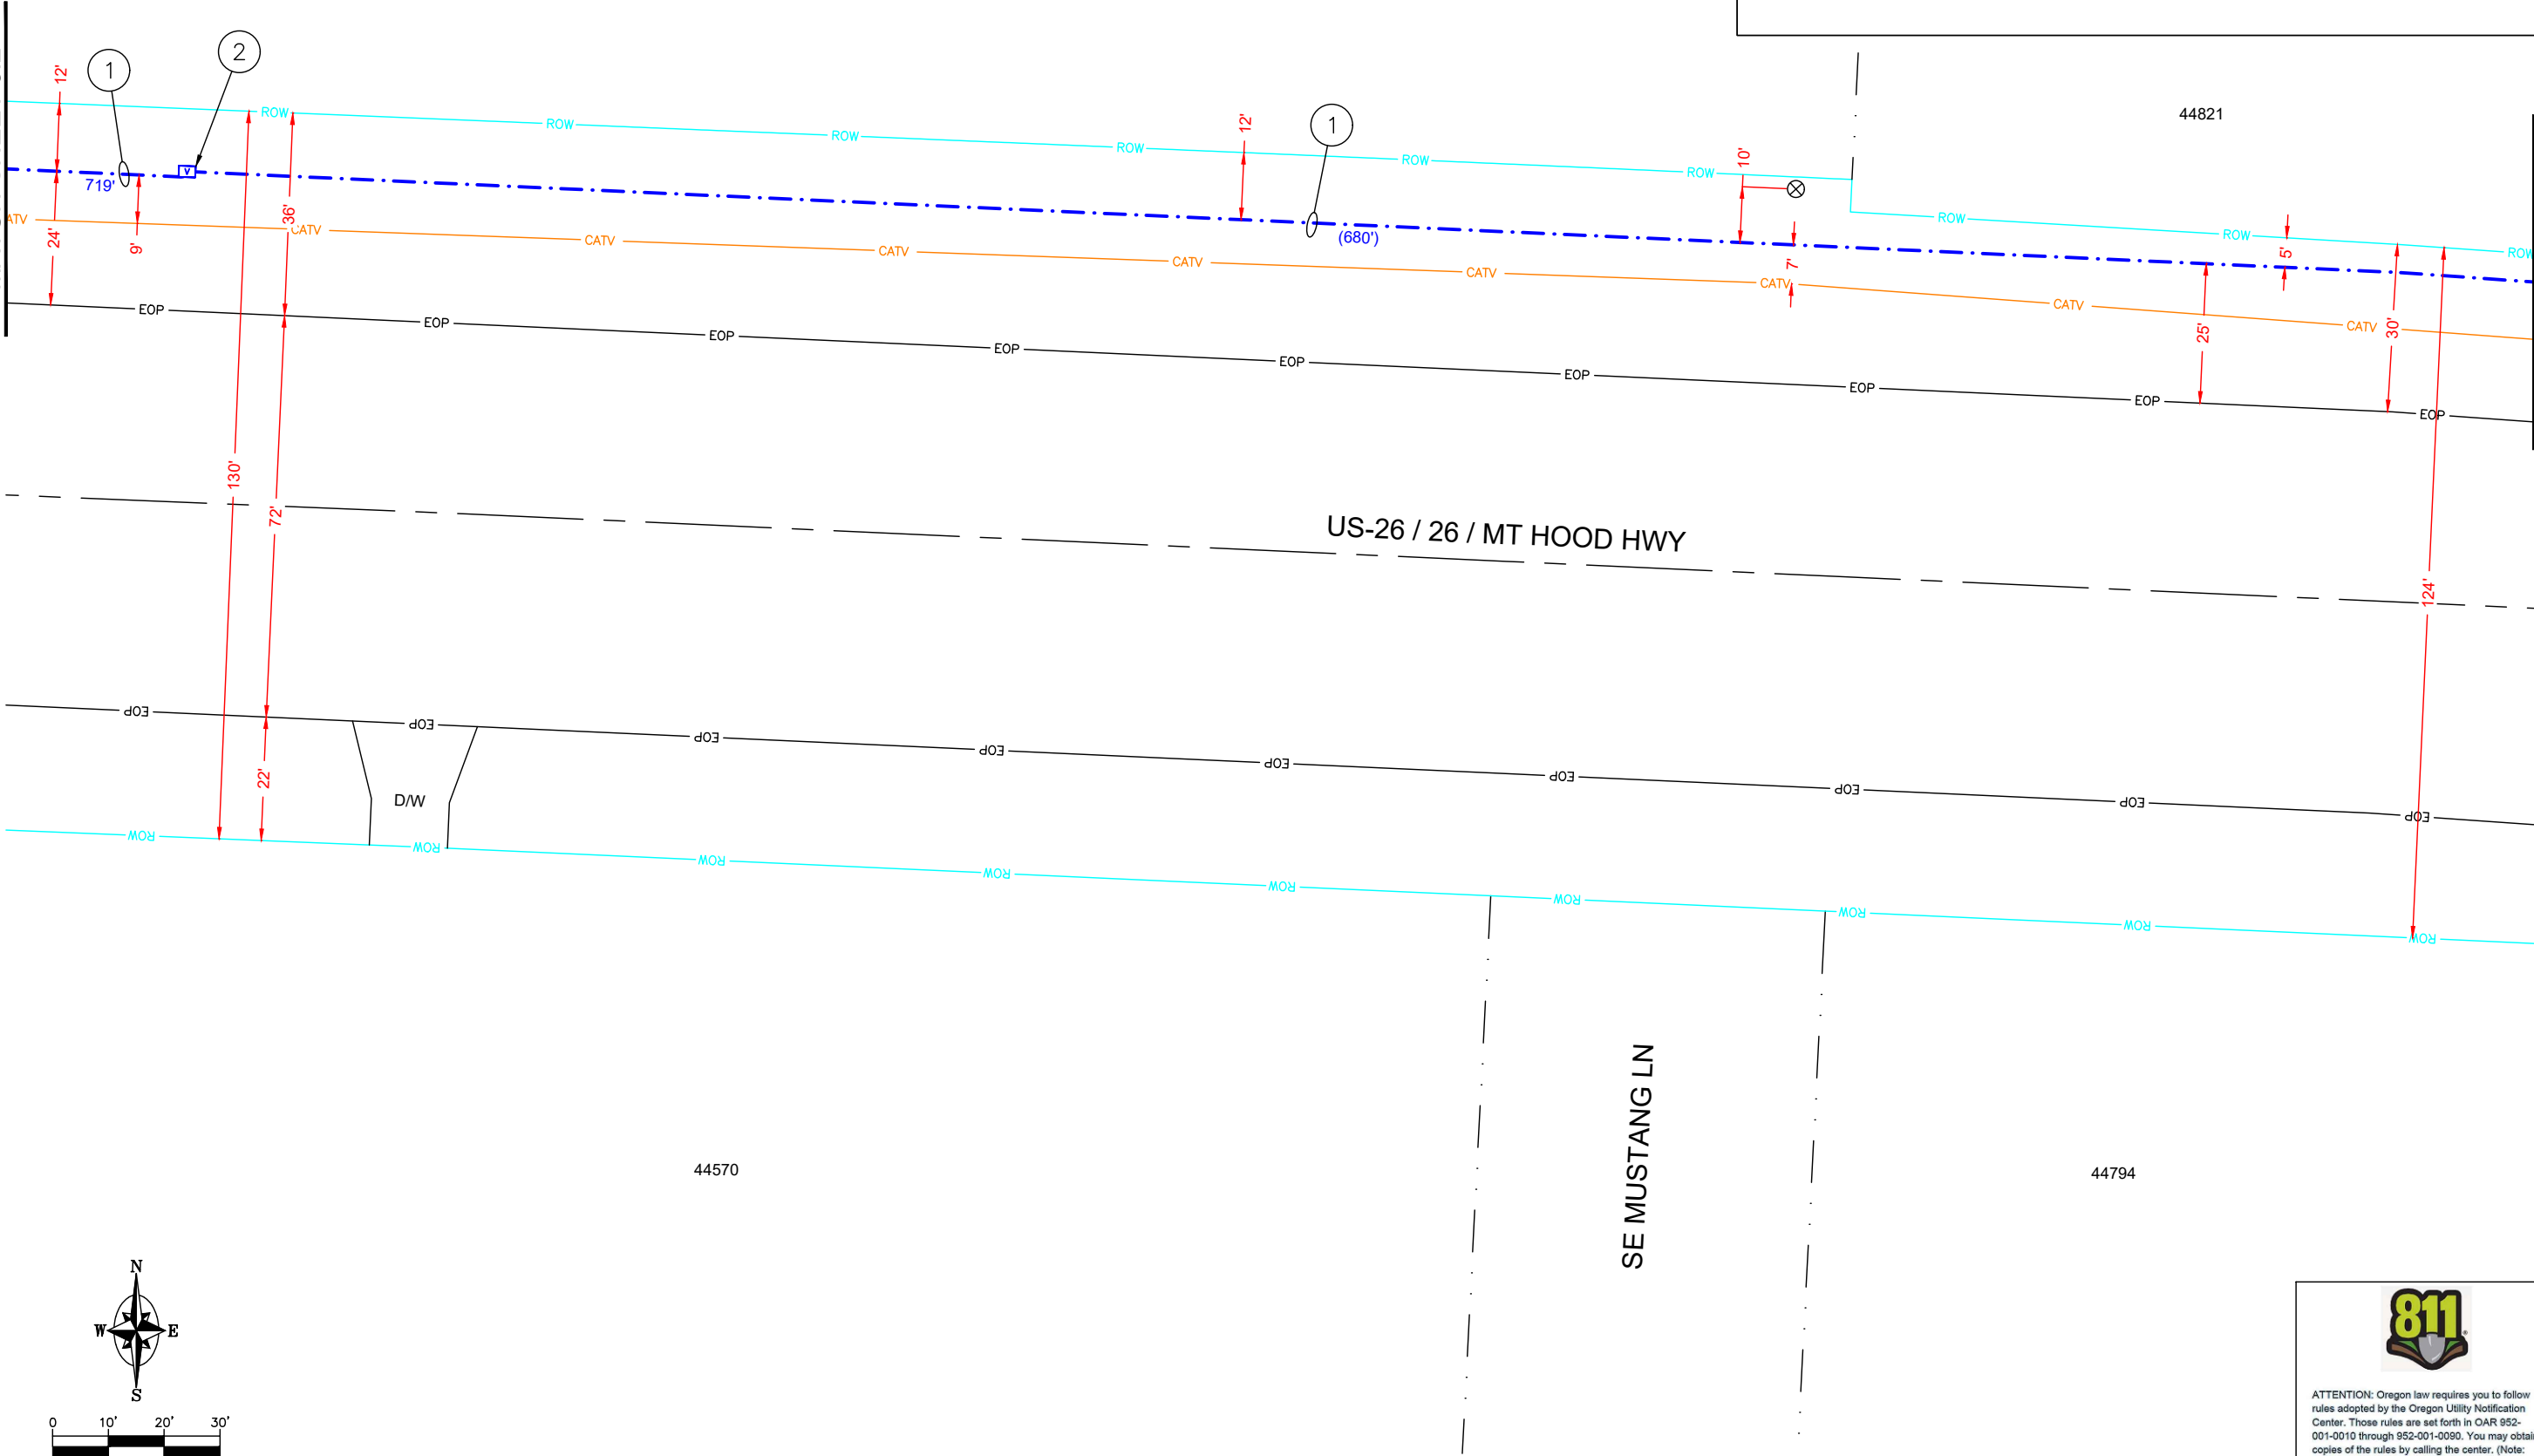 12'
1
2
ROW
ROW
ROW
ROW
ROW
ROW
ROW
ROW
ROW
12'
1
10'
44821
719'
V
(680')
36'
24'
9'
7'
5'
25'
30'
ATV
CATV
CATV
CATV
CATV
CATV
CATV
CATV
CATV
EOP
EOP
EOP
EOP
EOP
EOP
EOP
EOP
EOP
130'
72'
US-26 / 26 / MT HOOD HWY
124'
EOP
EOP
EOP
EOP
EOP
EOP
EOP
EOP
EOP
22'
D/W
ROW
ROW
ROW
ROW
ROW
ROW
ROW
ROW
ROW
SE MUSTANG LN
44570
44794
N
W E
S
0 10' 20' 30'
811
ATTENTION: Oregon law requires you to follow
rules adopted by the Oregon Utility Notification
Center. Those rules are set forth in OAR 952-
001-0010 through 952-001-0090. You may obtain
copies of the rules by calling the center. (Note: